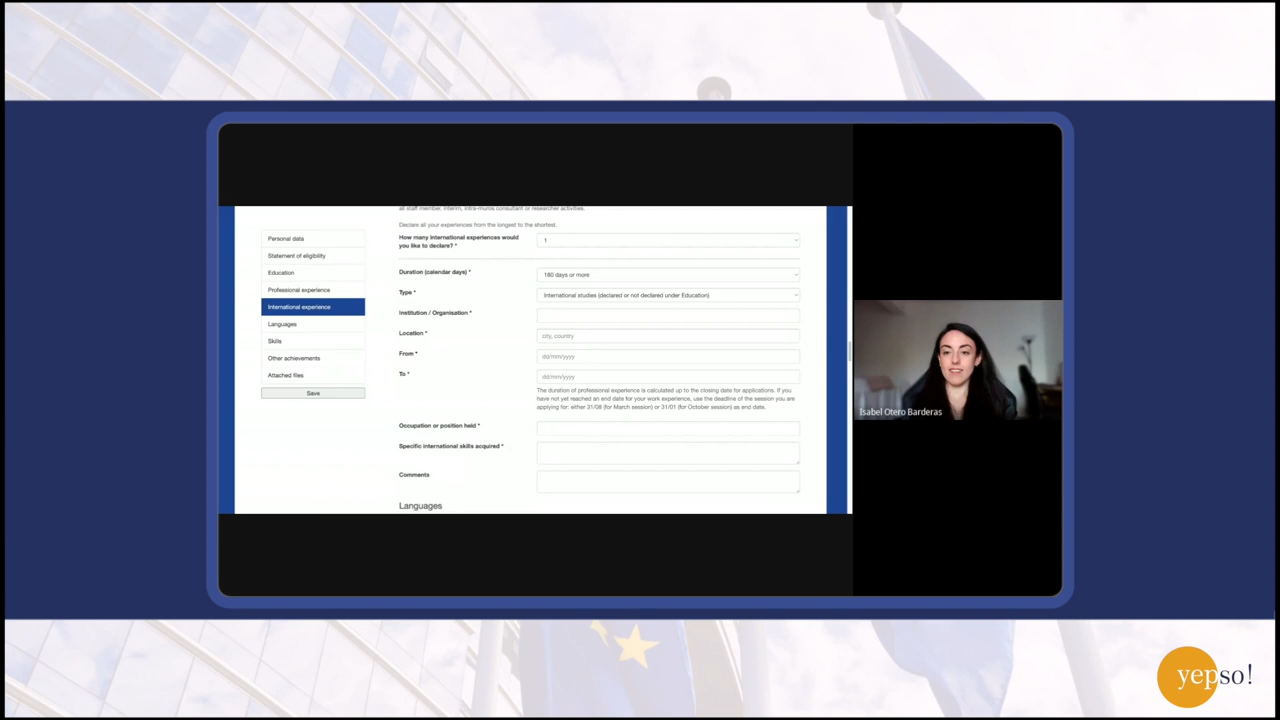 all staff member, interim, intra-muros consultant or researcher activities.
Declare all your experiences from the longest to the shortest.
How many international experiences would
you like to declare? *
1
Personal data
Statement of eligibility
Education
Professional experience
International experience
Languages
Skills
Other achievements
Attached files
Save
Duration (calendar days) *
180 days or more
Type *
International studies (declared or not declared under Education)
Institution / Organisation *
Location *
city, country
From *
dd/mm/yyyy
To *
dd/mm/yyyy
The duration of professional experience is calculated up to the closing date for applications. If you
have not yet reached an end date for your work experience, use the deadline of the session you are
applying for: either 31/08 (for March session) or 31/01 (for October session) as end date.
Occupation or position held *
Specific international skills acquired *
Comments
Languages
Isabel Otero Barderas
yepso!